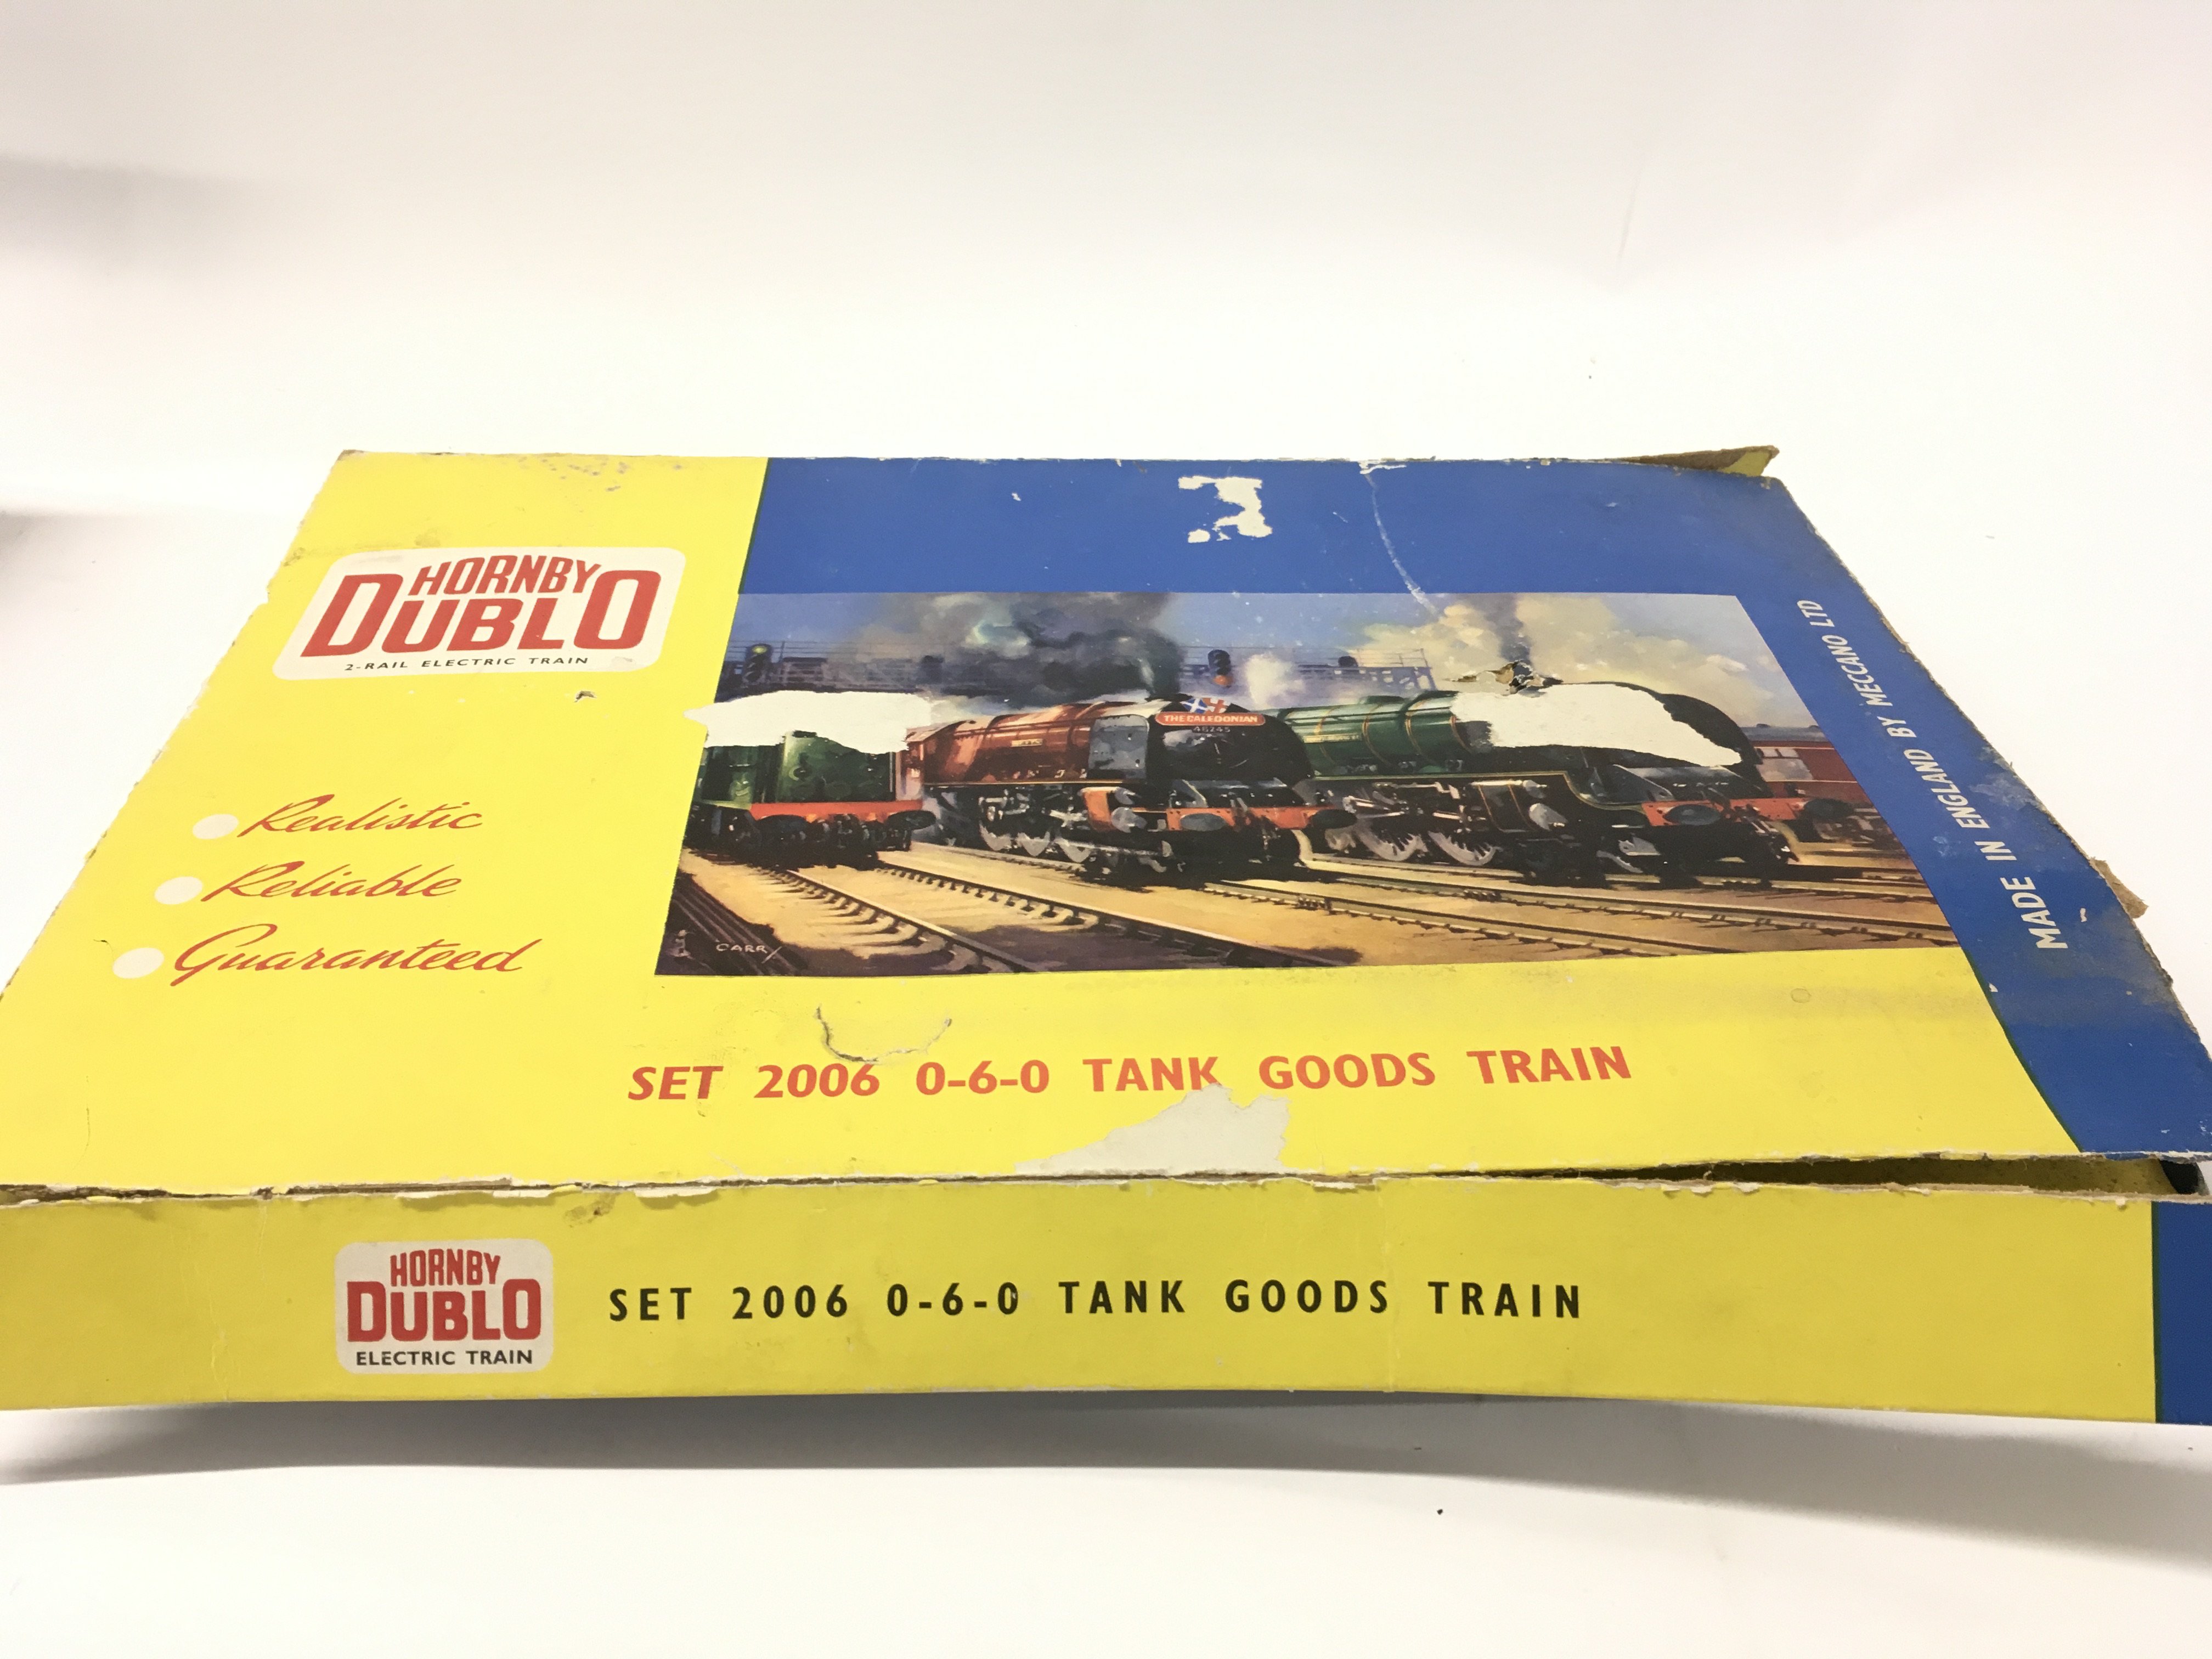 HORNBY
DUBLO
2-RAIL ELECTRIC TRAIN
Realistic
Reliable
Guaranteed
THE CALEDONIAN
46245
CARRY
MADE IN ENGLAND BY MECCANO LTD
SET 2006 0-6-0 TANK GOODS TRAIN
HORNBY
DUBLO
ELECTRIC TRAIN
SET 2006 0-6-0 TANK GOODS TRAIN